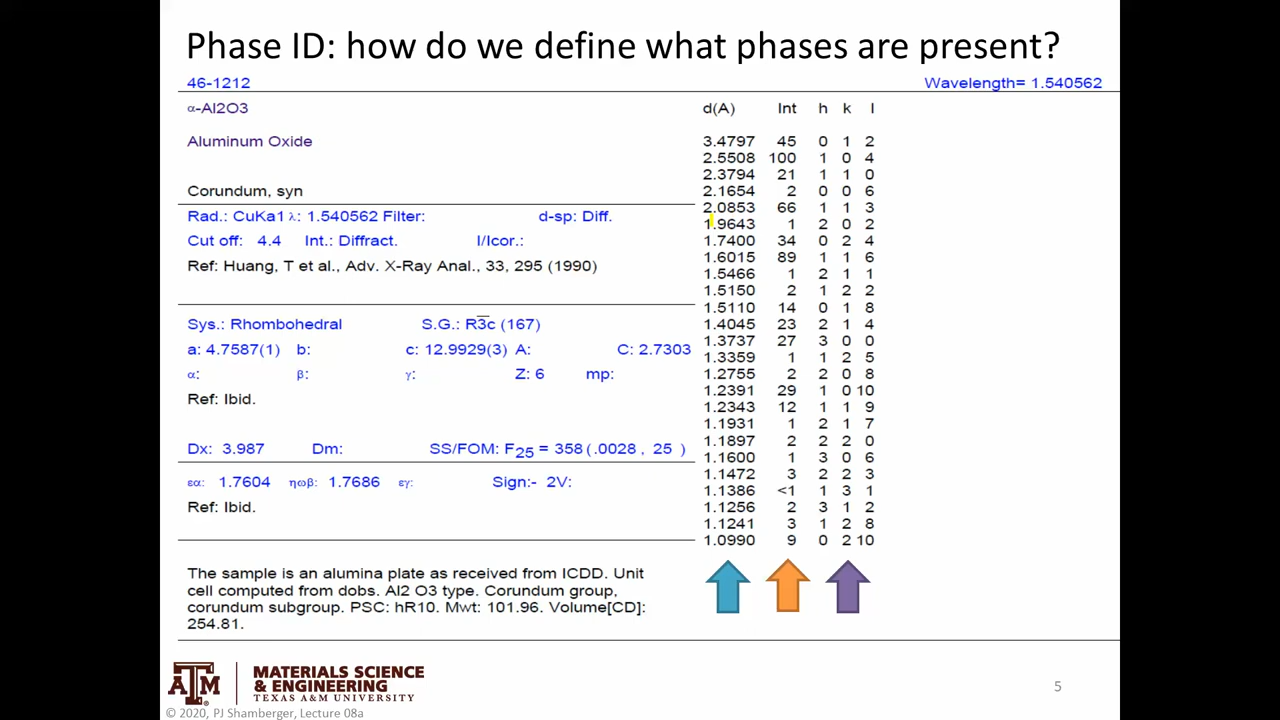 Phase ID: how do we define what phases are present?
46-1212 Wavelength= 1.540562
α-Al2O3
Aluminum Oxide
Corundum, syn
Rad.: CuKa1 λ: 1.540562 Filter: d-sp: Diff.
Cut off: 4.4 Int.: Diffract. I/Icor.:
Ref: Huang, T et al., Adv. X-Ray Anal., 33, 295 (1990)
Sys.: Rhombohedral S.G.: R3̅c (167)
a: 4.7587(1) b: c: 12.9929(3) A: C: 2.7303
α: β: γ: Z: 6 mp:
Ref: Ibid.
Dx: 3.987 Dm: SS/FOM: F25 = 358 (.0028 , 25 )
εα: 1.7604 ηωβ: 1.7686 εγ: Sign:- 2V:
Ref: Ibid.
The sample is an alumina plate as received from ICDD. Unit
cell computed from dobs. Al2 O3 type. Corundum group,
corundum subgroup. PSC: hR10. Mwt: 101.96. Volume[CD]:
254.81.
d(A) Int h k l
3.4797 45 0 1 2
2.5508 100 1 0 4
2.3794 21 1 1 0
2.1654 2 0 0 6
2.0853 66 1 1 3
1.9643 1 2 0 2
1.7400 34 0 2 4
1.6015 89 1 1 6
1.5466 1 2 1 1
1.5150 2 1 2 2
1.5110 14 0 1 8
1.4045 23 2 1 4
1.3737 27 3 0 0
1.3359 1 1 2 5
1.2755 2 2 0 8
1.2391 29 1 0 10
1.2343 12 1 1 9
1.1931 1 2 1 7
1.1897 2 2 2 0
1.1600 1 3 0 6
1.1472 3 2 2 3
1.1386 <1 1 3 1
1.1256 2 3 1 2
1.1241 3 1 2 8
1.0990 9 0 2 10
ATM
MATERIALS SCIENCE
& ENGINEERING
TEXAS A&M UNIVERSITY
© 2020, PJ Shamberger, Lecture 08a
5